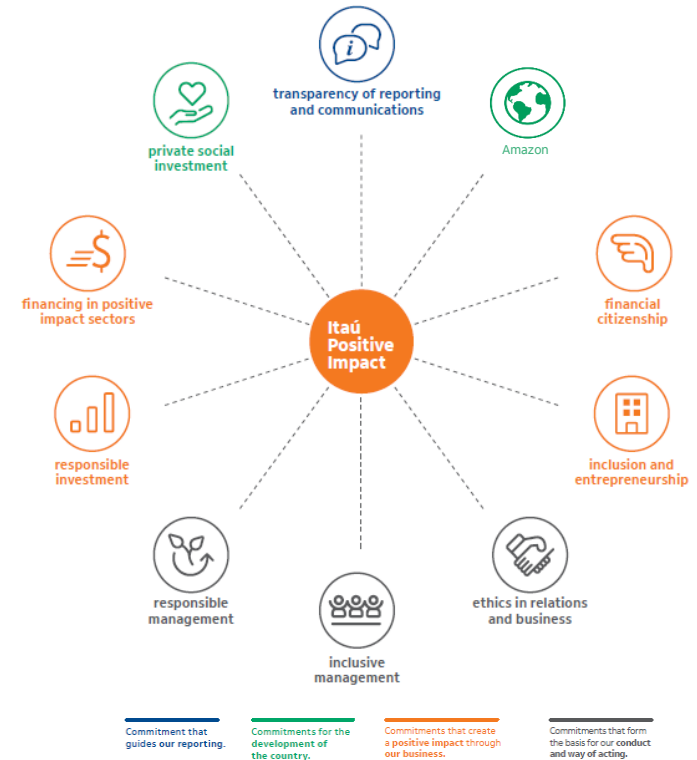 transparency of reporting
and communications
private social
investment
Amazon
financing in positive
impact sectors
financial
citizenship
Itaú
Positive
Impact
responsible
investment
inclusion and
entrepreneurship
responsible
management
ethics in relations
and business
inclusive
management
Commitment that
guides our reporting.
Commitments for the
development of
the country.
Commitments that create
a positive impact through
our business.
Commitments that form
the basis for our conduct
and way of acting.